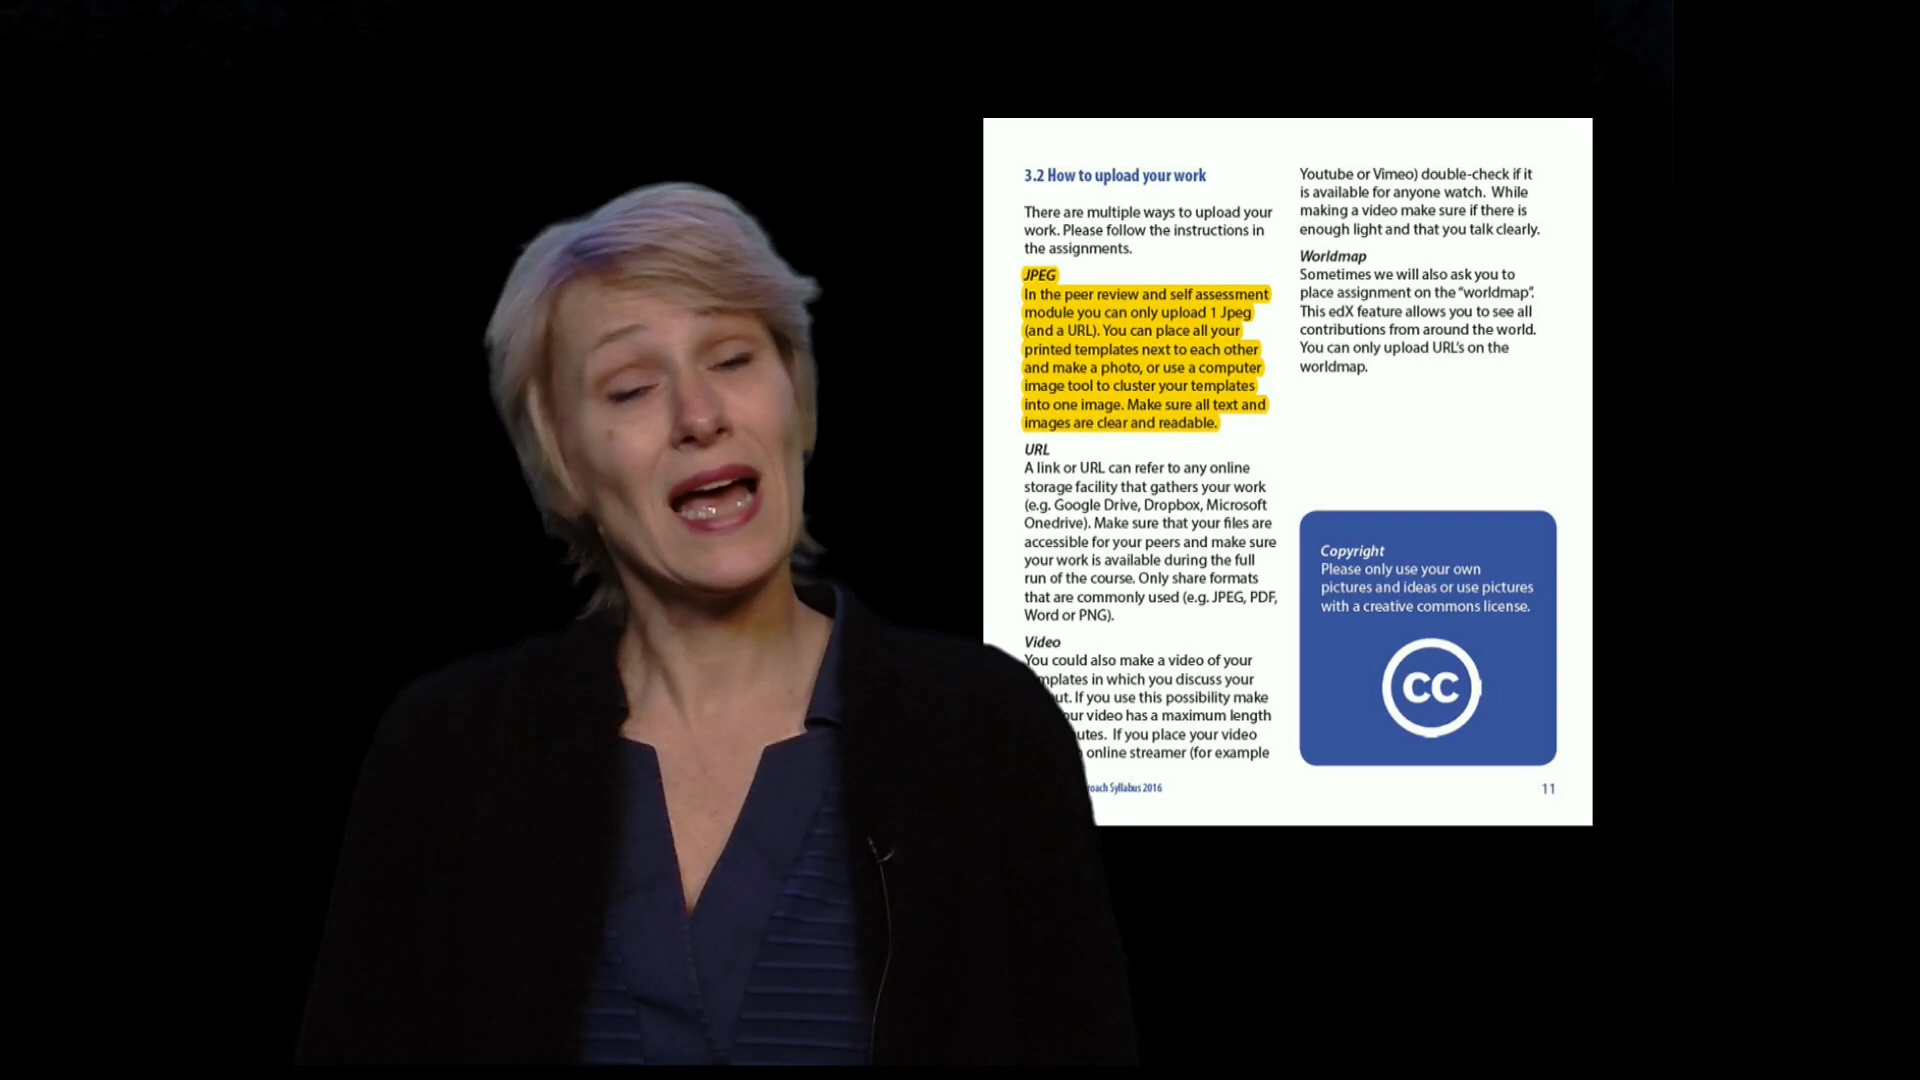 3.2 How to upload your work
There are multiple ways to upload your
work. Please follow the instructions in
the assignments.
JPEG
In the peer review and self assessment
module you can only upload 1 Jpeg
(and a URL). You can place all your
printed templates next to each other
and make a photo, or use a computer
image tool to cluster your templates
into one image. Make sure all text and
images are clear and readable.
URL
A link or URL can refer to any online
storage facility that gathers your work
(e.g. Google Drive, Dropbox, Microsoft
Onedrive). Make sure that your files are
accessible for your peers and make sure
your work is available during the full
run of the course. Only share formats
that are commonly used (e.g. JPEG, PDF,
Word or PNG).
Video
You could also make a video of your
in which you discuss your
If you use this possibility make
video has a maximum length
If you place your video
online streamer (for example
Youtube or Vimeo) double-check if it
is available for anyone watch. While
making a video make sure if there is
enough light and that you talk clearly.
Worldmap
Sometimes we will also ask you to
place assignment on the “worldmap”.
This edX feature allows you to see all
contributions from around the world.
You can only upload URL's on the
worldmap.
Copyright
Please only use your own
pictures and ideas or use pictures
with a creative commons license.
CC
Syllabus 2016
11